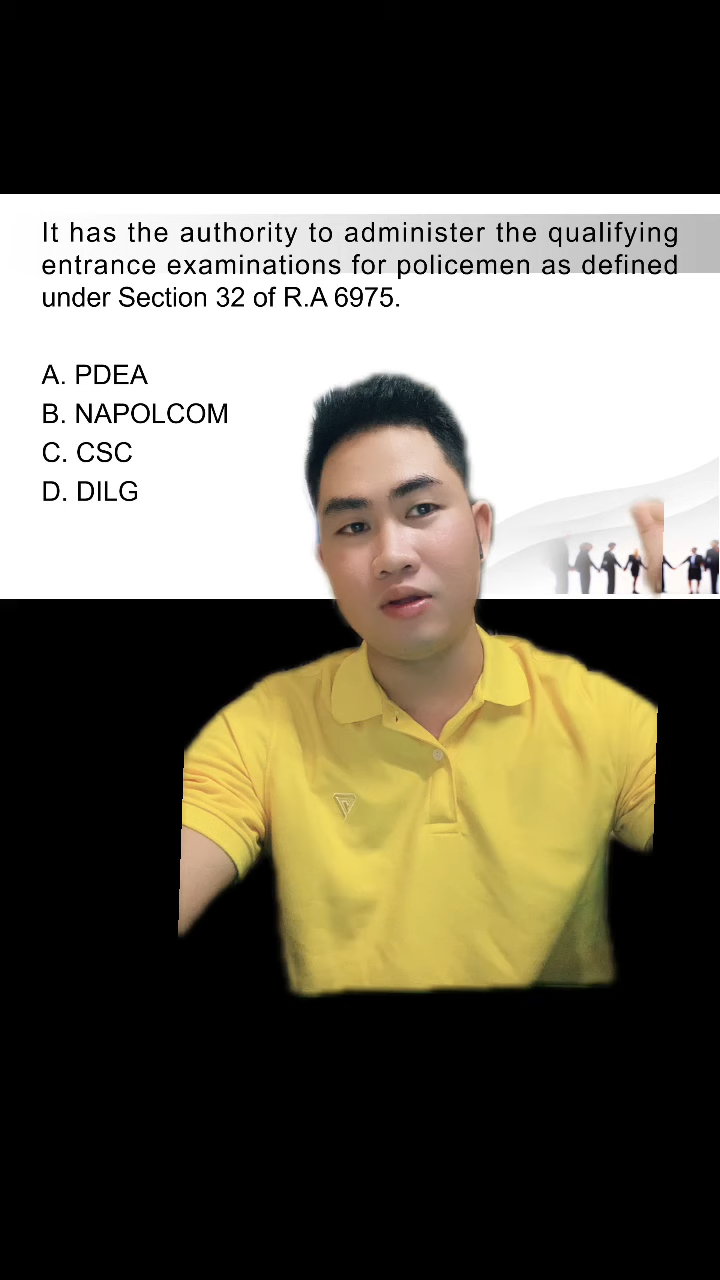 It has the authority to administer the qualifying
entrance examinations for policemen as defined
under Section 32 of R.A 6975.
A. PDEA
B. NAPOLCOM
C. CSC
D. DILG